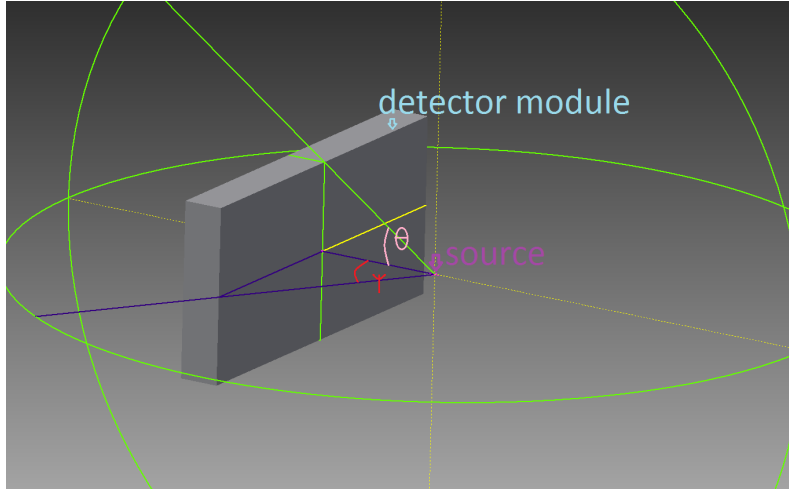 detector module
θ
source
γ